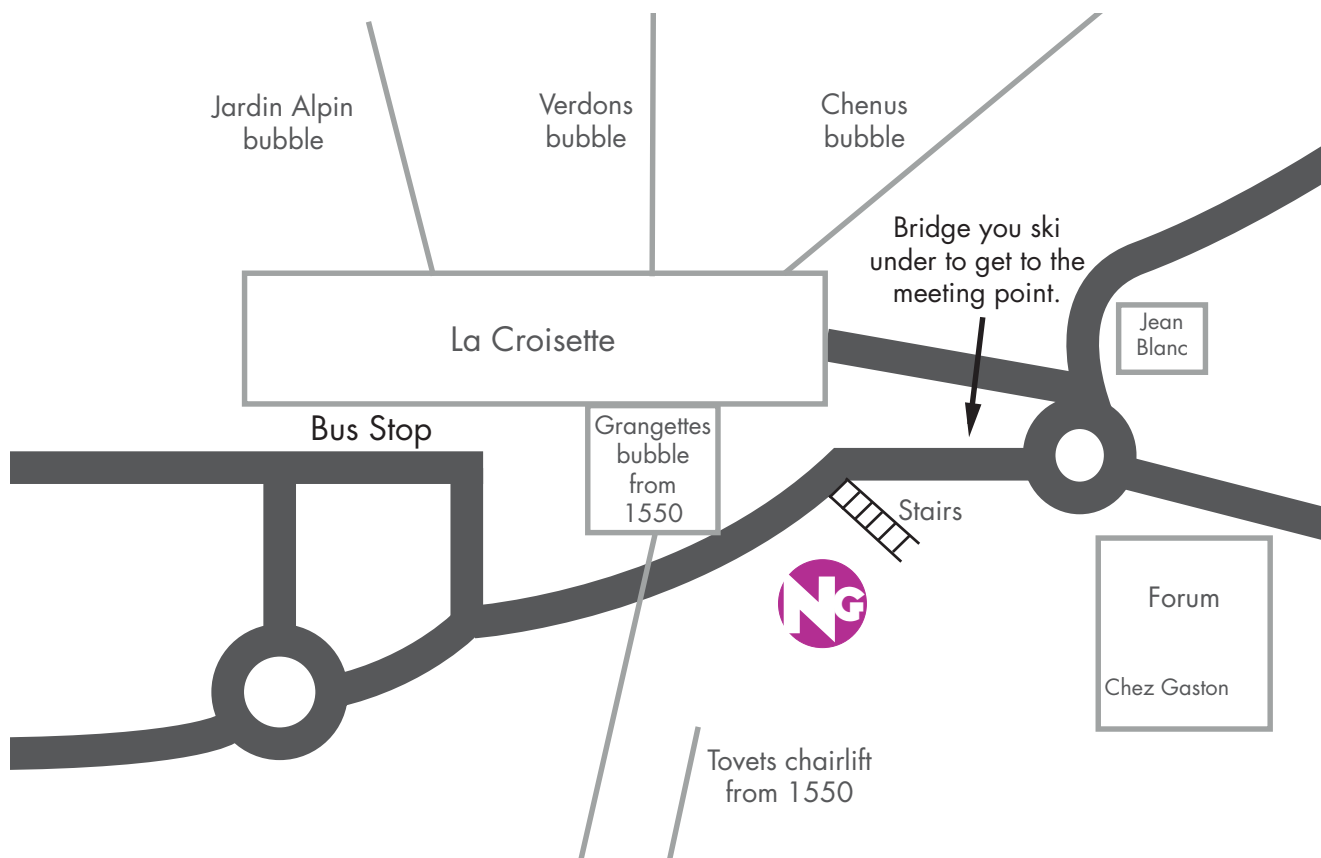 Jardin Alpin
bubble
Verdons
bubble
Chenus
bubble
Bridge you ski
under to get to the
meeting point.
Jean
Blanc
La Croisette
Bus Stop
Grangettes
bubble
from
1550
Stairs
NG
Forum
Chez Gaston
Tovets chairlift
from 1550